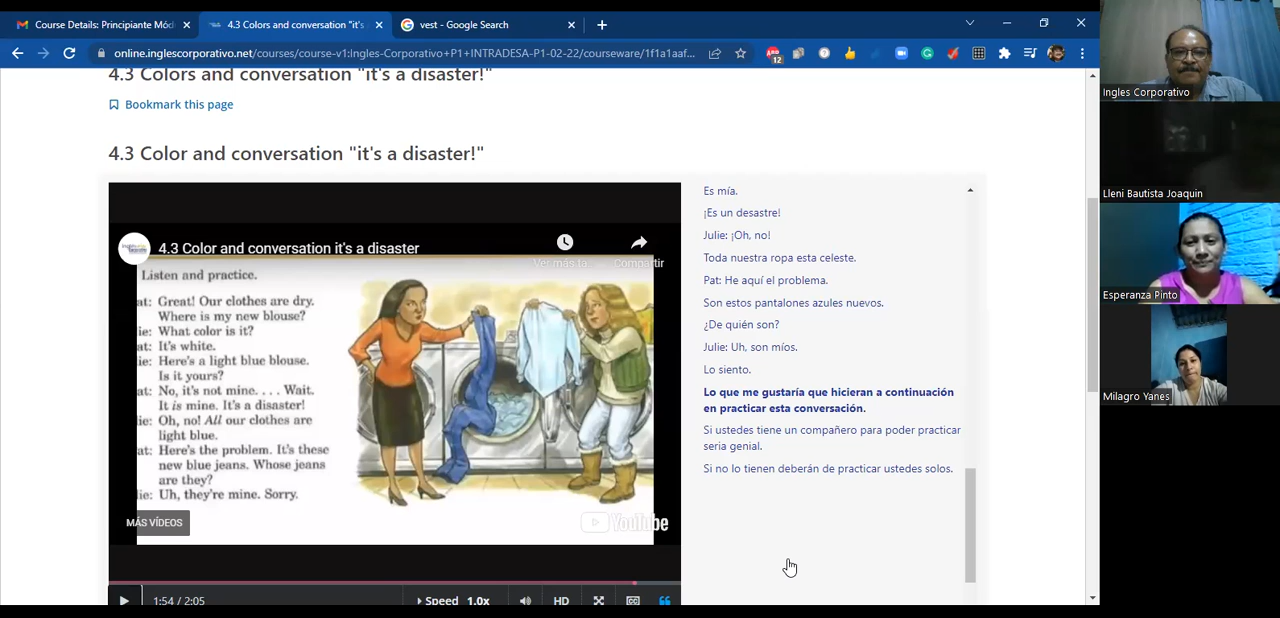 Course Details: Principiante Mód
4.3 Colors and conversation "it's
vest - Google Search
online.inglescorporativo.net/courses/course-v1:Ingles-Corporativo+P1+INTRADESA-P1-02-22/courseware/1f1a1aaf...
12
4.3 Colors and conversation "it's a disaster!"
Bookmark this page
4.3 Color and conversation "it's a disaster!"
4.3 Color and conversation it's a disaster
Ver más ta...
Compartir
Listen and practice.
at: Great! Our clothes are dry.
Where is my new blouse?
ie: What color is it?
at: It's white.
ie: Here's a light blue blouse.
Is it yours?
at: No, it's not mine. . . . Wait.
It is mine. It's a disaster!
ie: Oh, no! All our clothes are
light blue.
at: Here's the problem. It's these
new blue jeans. Whose jeans
are they?
ie: Uh, they're mine. Sorry.
MÁS VÍDEOS
YouTube
1:54 / 2:05
Speed 1.0x
HD
CC
Es mía.
¡Es un desastre!
Julie: ¡Oh, no!
Toda nuestra ropa esta celeste.
Pat: He aquí el problema.
Son estos pantalones azules nuevos.
¿De quién son?
Julie: Uh, son míos.
Lo siento.
Lo que me gustaría que hicieran a continuación
en practicar esta conversación.
Si ustedes tiene un compañero para poder practicar
seria genial.
Si no lo tienen deberán de practicar ustedes solos.
Ingles Corporativo
Lleni Bautista Joaquin
Esperanza Pinto
Milagro Yanes